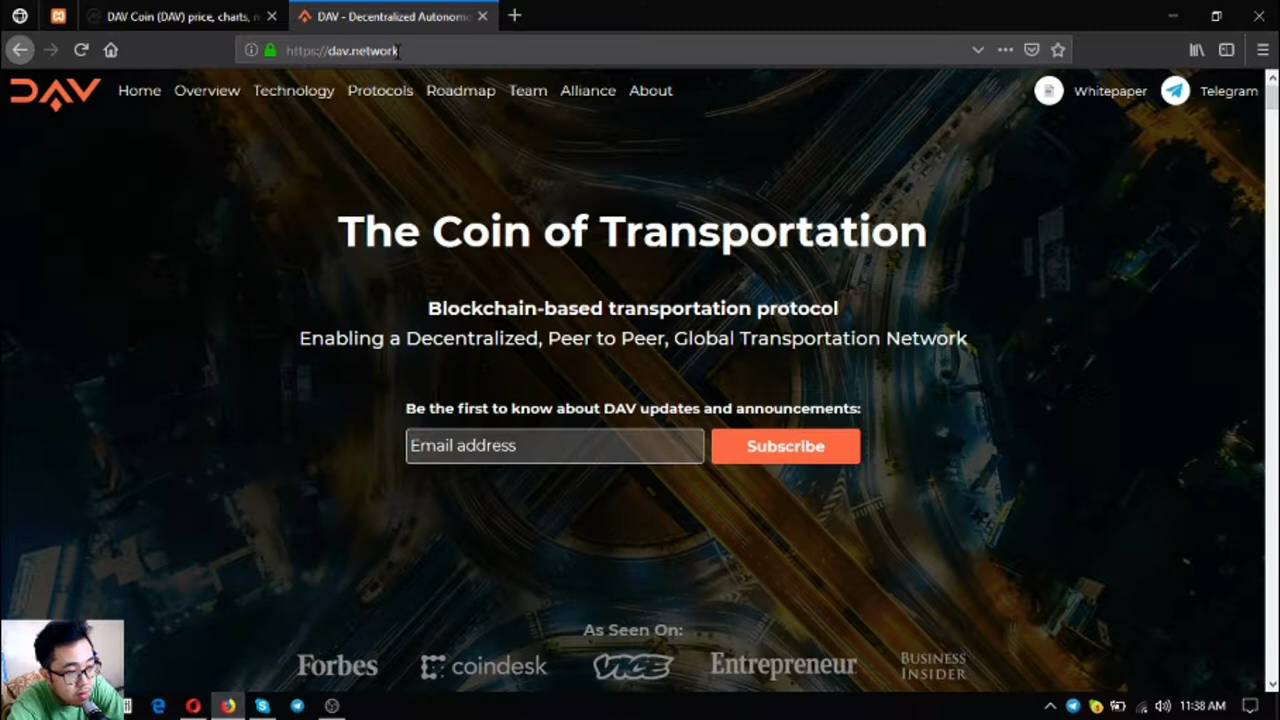 DAV Coin (DAV) price, charts, m
DAV - Decentralized Autonomo
https://dav.network
DAV
Home
Overview
Technology
Protocols
Roadmap
Team
Alliance
About
Whitepaper
Telegram
The Coin of Transportation
Blockchain-based transportation protocol
Enabling a Decentralized, Peer to Peer, Global Transportation Network
Be the first to know about DAV updates and announcements:
Email address
Subscribe
As Seen On:
Forbes
coindesk
VICE
Entrepreneur
BUSINESS
INSIDER
11:38 AM